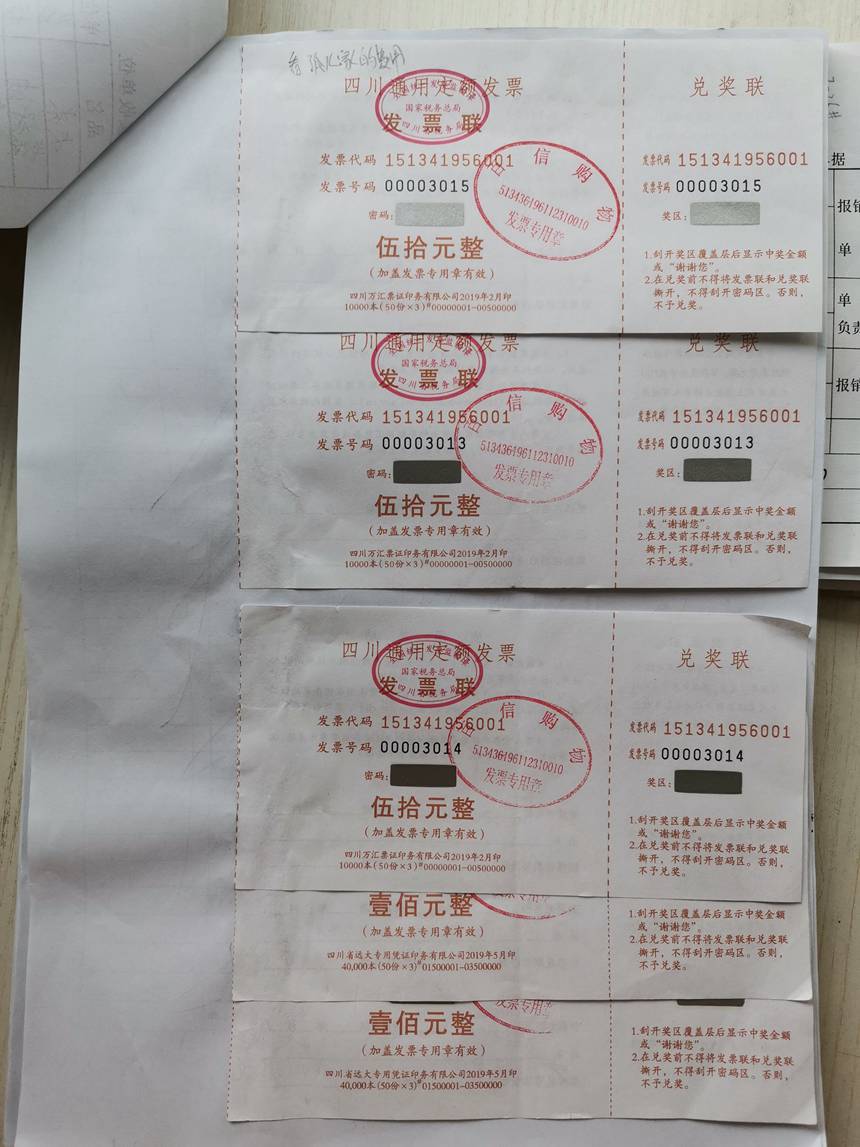 的费用
四川通用定额发票
国家税务总局
发票联
发票代码 151341956001
发票号码 00003015
密码:
伍拾元整
(加盖发票专用章有效)
四川万汇票证印务有限公司2019年2月印
10000本(50份×3)#00000001-00500000
信购物
513436196112310010
发票专用章
兑奖联
发票代码 151341956001
发票号码 00003015
奖区:
1.刮开奖区覆盖层后显示中奖金额
或“谢谢您”。
2.在兑奖前不得将发票联和兑奖联
撕开，不得刮开密码区。否则，
不予兑奖。
四川通用定额发票
国家税务总局
发票联
发票代码 151341956001
发票号码 00003013
密码:
伍拾元整
(加盖发票专用章有效)
四川万汇票证印务有限公司2019年2月印
10000本(50份×3)#00000001-00500000
信购物
513436196112310010
发票专用章
兑奖联
发票代码 151341956001
发票号码 00003013
奖区:
1.刮开奖区覆盖层后显示中奖金额
或“谢谢您”。
2.在兑奖前不得将发票联和兑奖联
撕开，不得刮开密码区。否则，
不予兑奖。
四川通用定额发票
国家税务总局
发票联
发票代码 151341956001
发票号码 00003014
密码:
伍拾元整
(加盖发票专用章有效)
四川万汇票证印务有限公司2019年2月印
10000本(50份×3)#00000001-00500000
信购物
513436196112310010
发票专用章
兑奖联
发票代码 151341956001
发票号码 00003014
奖区:
1.刮开奖区覆盖层后显示中奖金额
或“谢谢您”。
2.在兑奖前不得将发票联和兑奖联
撕开，不得刮开密码区。否则，
不予兑奖。
壹佰元整
(加盖发票专用章有效)
四川省远大专用凭证印务有限公司2019年5月印
40,000本(50份×3)#01500001-03500000
发票专用章
1.刮开奖区覆盖层后显示中奖金额
或“谢谢您”。
2.在兑奖前不得将发票联和兑奖联
撕开，不得刮开密码区。否则，
不予兑奖。
壹佰元整
(加盖发票专用章有效)
四川省远大专用凭证印务有限公司2019年5月印
40,000本(50份×3)#01500001-03500000
发票专用章
1.刮开奖区覆盖层后显示中奖金额
或“谢谢您”。
2.在兑奖前不得将发票联和兑奖联
撕开，不得刮开密码区。否则，
不予兑奖。
据
报销
单
单
负责
报销